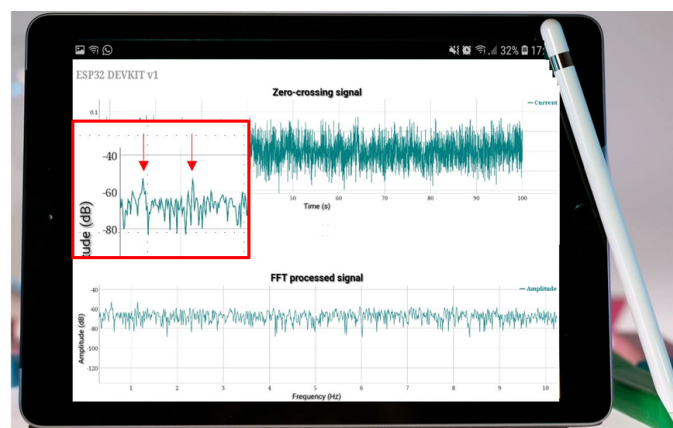 32% 17:
ESP32 DEVKIT v1
Zero-crossing signal
Current
0.1
50 60 70 80 90 100
Time (s)
-40
-60
-80
tude (dB)
FFT processed signal
Amplitude
-40
-60
-80
-100
-120
Amplitude (dB)
1 2 3 4 5 6 7 8 9 10
Frequency (Hz)